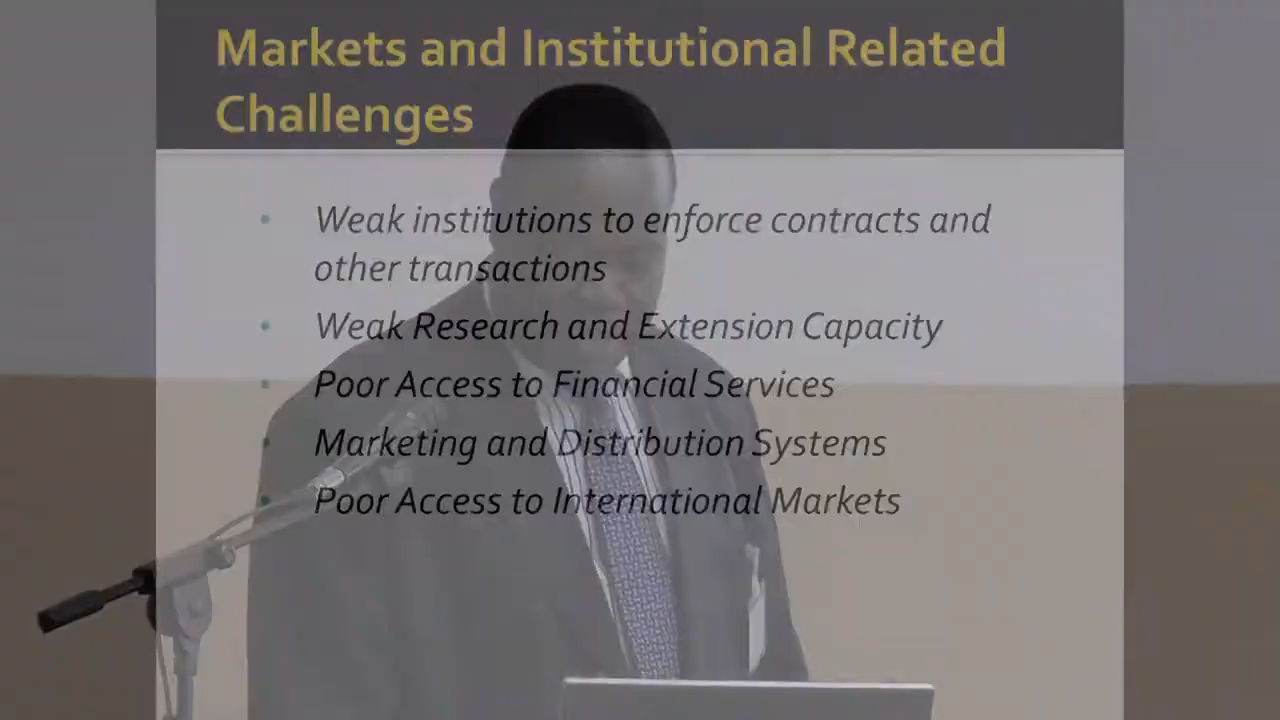 Markets and Institutional Related
Challenges
• Weak institutions to enforce contracts and
other transactions
• Weak Research and Extension Capacity
• Poor Access to Financial Services
• Marketing and Distribution Systems
• Poor Access to International Markets